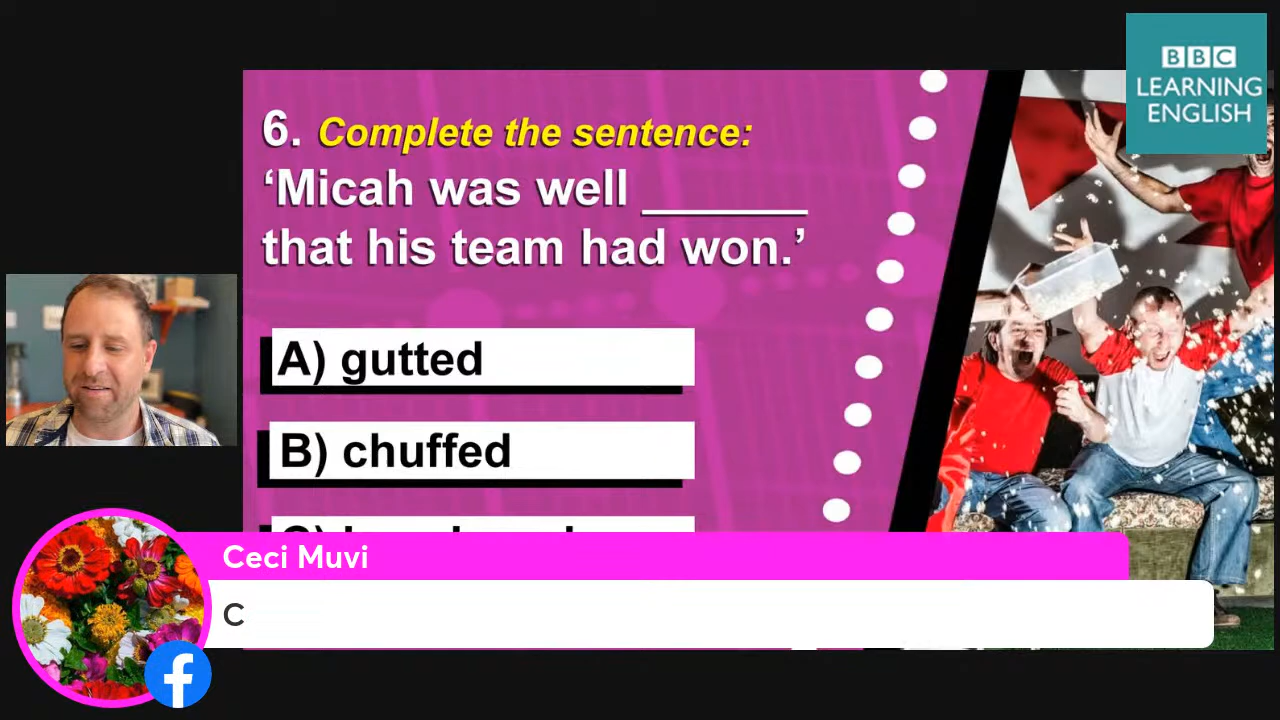 BBC
LEARNING
ENGLISH
6. Complete the sentence:
‘Micah was well ______
that his team had won.’
A) gutted
B) chuffed
Ceci Muvi
C